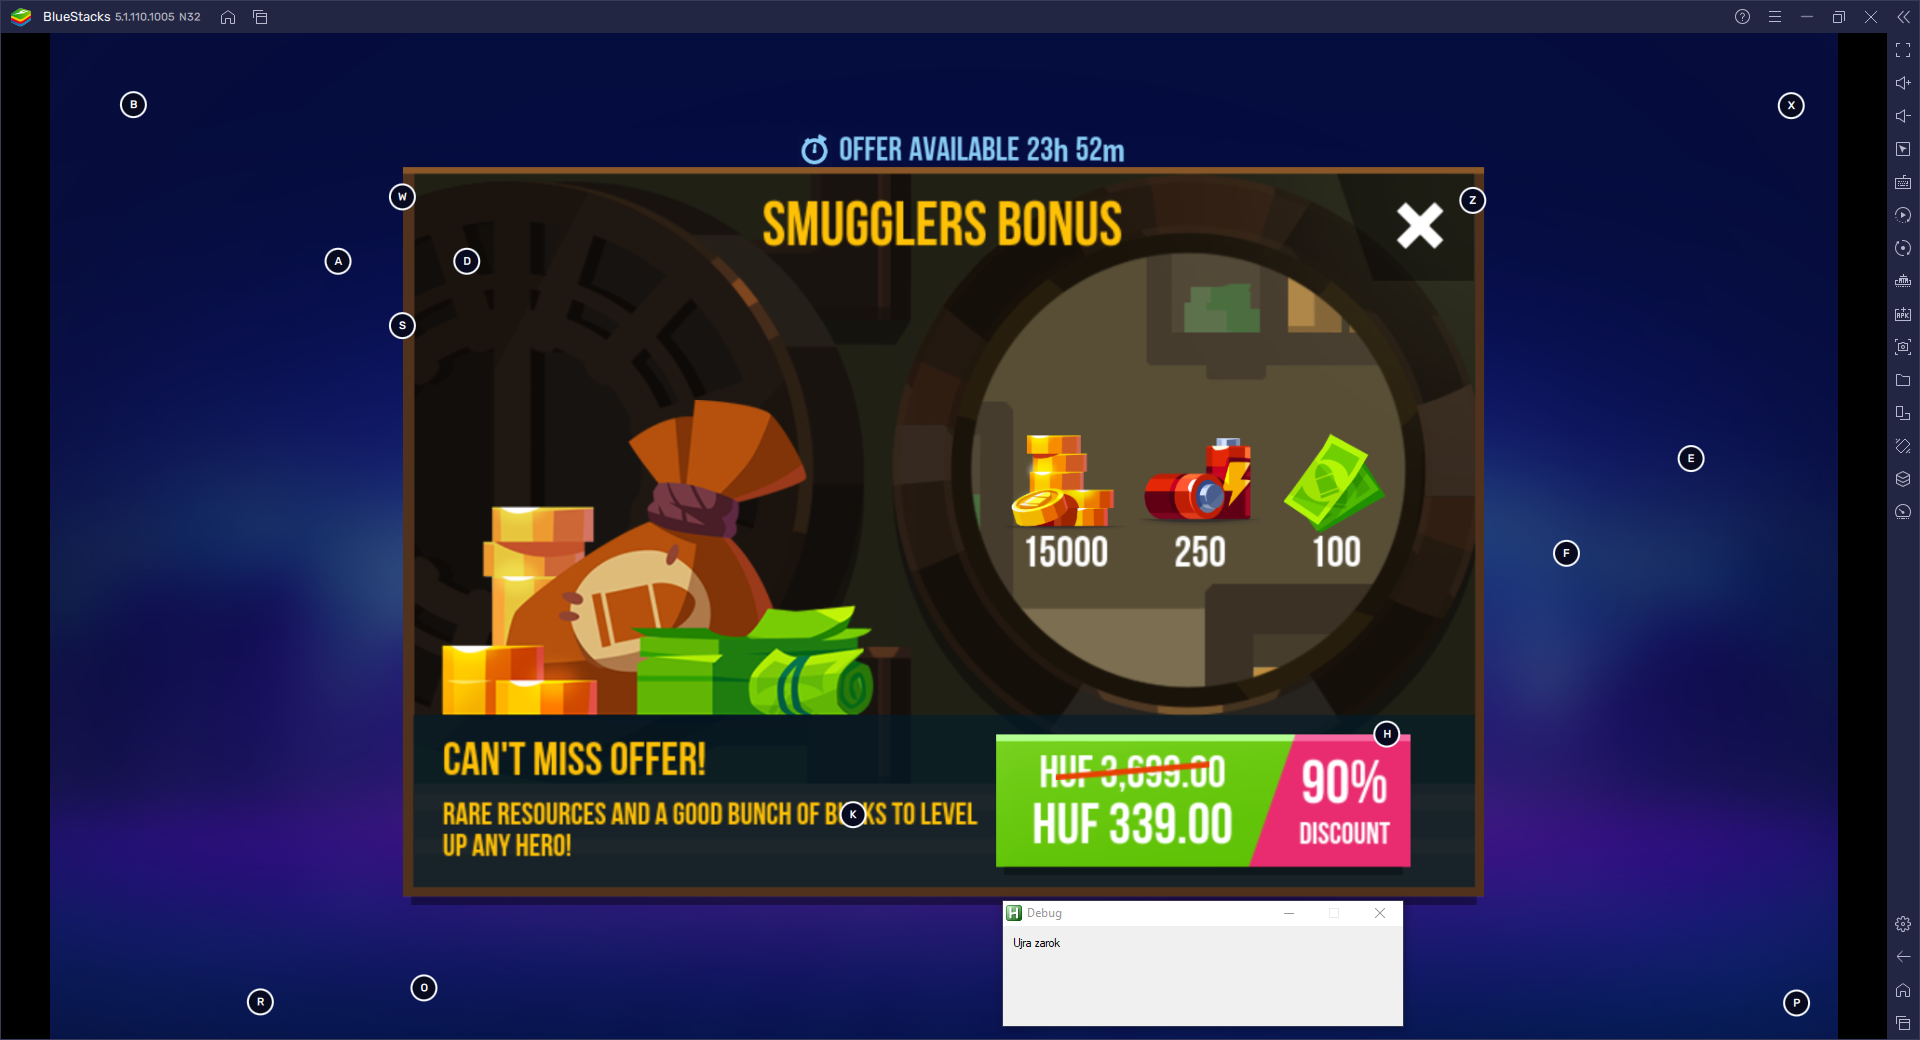 BlueStacks 5.1.110.1005 N32
B
X
OFFER AVAILABLE 23h 52m
W
SMUGGLERS BONUS
Z
A
D
S
E
F
15000
250
100
CAN'T MISS OFFER!
H
HUF 3,699.00
HUF 339.00
90%
DISCOUNT
RARE RESOURCES AND A GOOD BUNCH OF B
K
KS TO LEVEL
UP ANY HERO!
H Debug
Ujra zarok
R
O
P